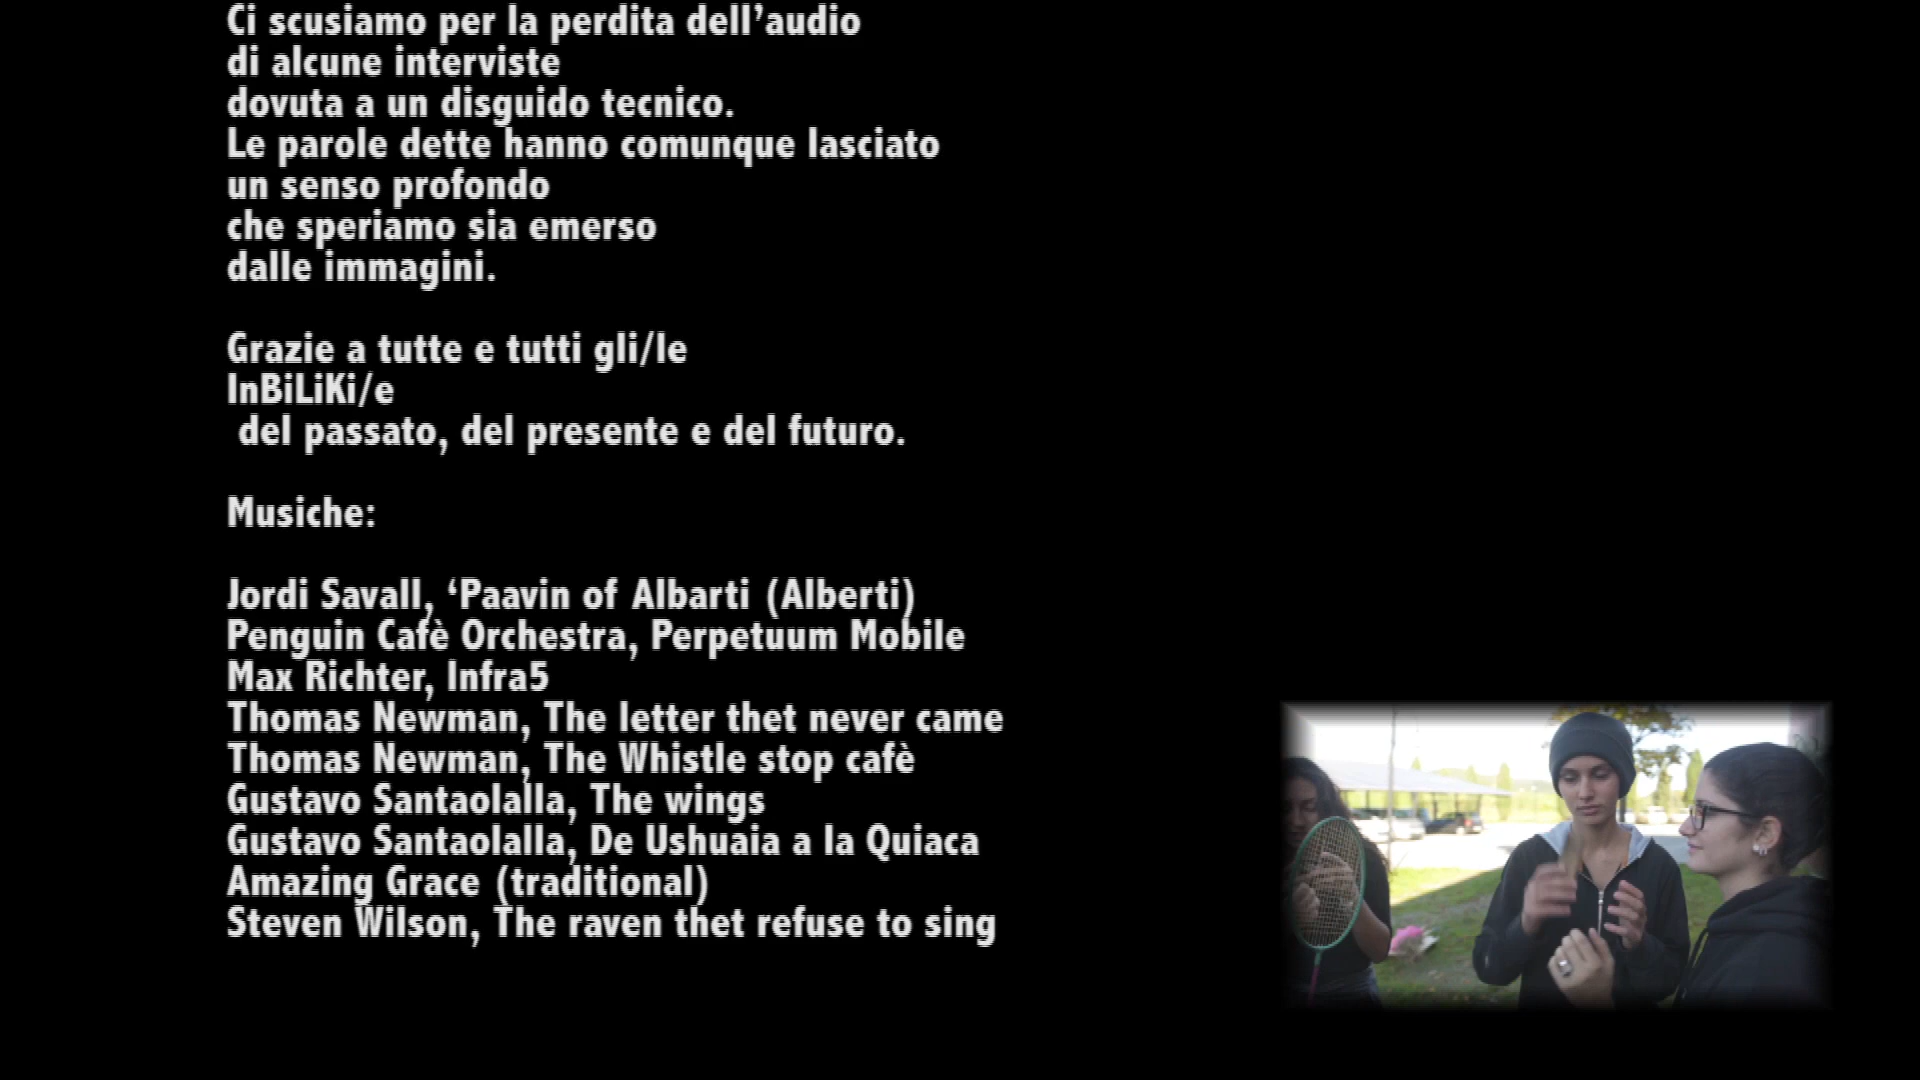 Ci scusiamo per la perdita dell’audio
di alcune interviste
dovuta a un disguido tecnico.
Le parole dette hanno comunque lasciato
un senso profondo
che speriamo sia emerso
dalle immagini.
Grazie a tutte e tutti gli/le
InBiLiKi/e
del passato, del presente e del futuro.
Musiche:
Jordi Savall, ‘Paavin of Albarti (Alberti)
Penguin Cafè Orchestra, Perpetuum Mobile
Max Richter, Infra5
Thomas Newman, The letter thet never came
Thomas Newman, The Whistle stop cafè
Gustavo Santaolalla, The wings
Gustavo Santaolalla, De Ushuaia a la Quiaca
Amazing Grace (traditional)
Steven Wilson, The raven thet refuse to sing